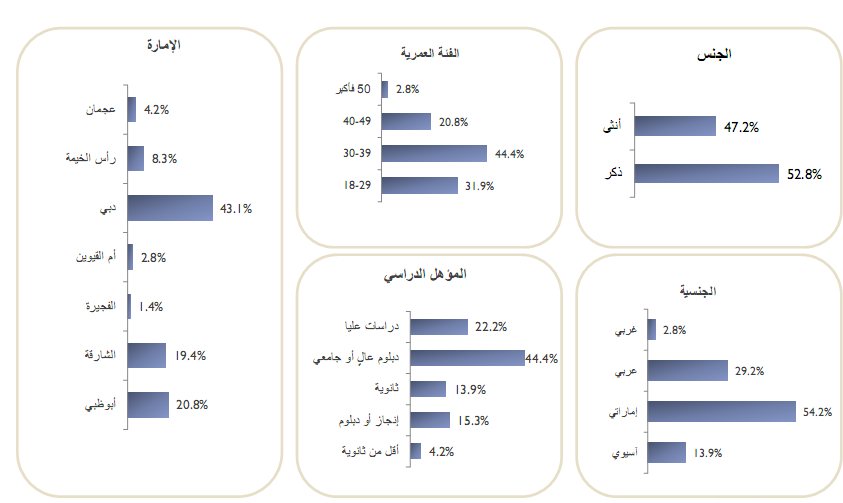 الجنس
أنثى 47.2%
ذكر 52.8%
الفئة العمرية
50 فأكبر 2.8%
40-49 20.8%
30-39 44.4%
18-29 31.9%
الإمارة
عجمان 4.2%
رأس الخيمة 8.3%
دبي 43.1%
أم القيوين 2.8%
الفجيرة 1.4%
الشارقة 19.4%
أبوظبي 20.8%
الجنسية
غربي 2.8%
عربي 29.2%
إماراتي 54.2%
آسيوي 13.9%
المؤهل الدراسي
دراسات عليا 22.2%
دبلوم عالٍ أو جامعي 44.4%
ثانوية 13.9%
إنجاز أو دبلوم 15.3%
أقل من ثانوية 4.2%